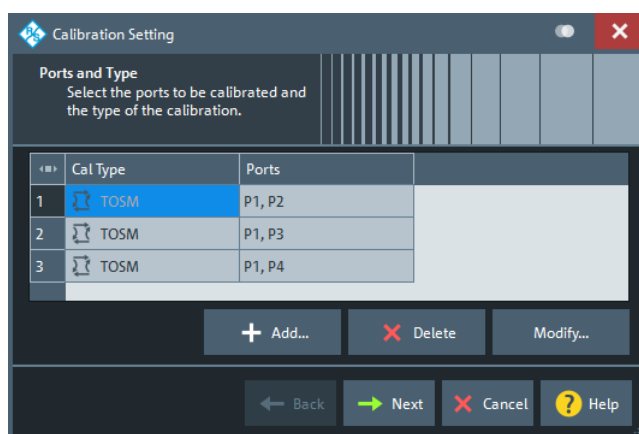 Calibration Setting
Ports and Type
Select the ports to be calibrated and
the type of the calibration.
Cal Type Ports
1 TOSM P1, P2
2 TOSM P1, P3
3 TOSM P1, P4
Add... Delete Modify...
Back Next Cancel ? Help